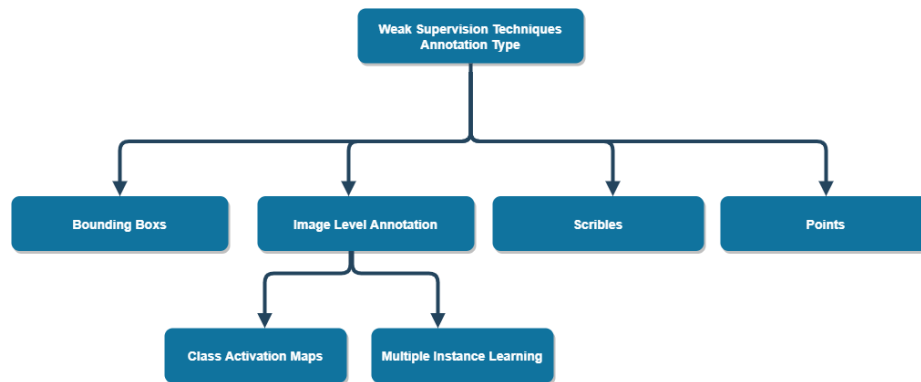 Weak Supervision Techniques
Annotation Type
Bounding Boxs
Image Level Annotation
Scribles
Points
Class Activation Maps
Multiple Instance Learning